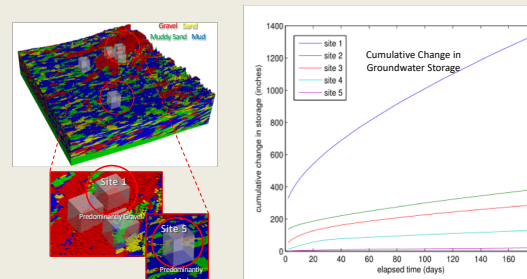 Gravel Sand
Muddy Sand Mud
Site 1
Predominantly Gravel
Site 5
Predominantly
Cumulative Change in
Groundwater Storage
site 1
site 2
site 3
site 4
site 5
cumulative change in storage (inches)
1400
1200
1000
800
600
400
200
0
0 20 40 60 80 100 120 140 160
elapsed time (days)